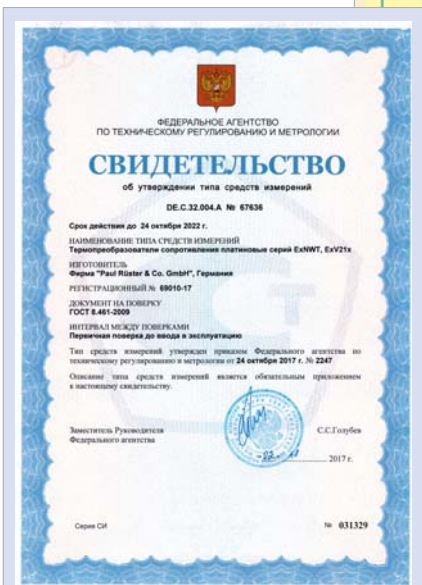 ФЕДЕРАЛЬНОЕ АГЕНТСТВО
ПО ТЕХНИЧЕСКОМУ РЕГУЛИРОВАНИЮ И МЕТРОЛОГИИ
СВИДЕТЕЛЬСТВО
об утверждении типа средств измерений
DE.C.32.004.A № 67636
Срок действия до 24 октября 2022 г.
НАИМЕНОВАНИЕ ТИПА СРЕДСТВ ИЗМЕРЕНИЙ
Термопреобразователи сопротивления платиновые серий ExNWT, ExV21x
ИЗГОТОВИТЕЛЬ
Фирма "Paul Rüster & Co. GmbH", Германия
РЕГИСТРАЦИОННЫЙ № 69010-17
ДОКУМЕНТ НА ПОВЕРКУ
ГОСТ 8.461-2009
ИНТЕРВАЛ МЕЖДУ ПОВЕРКАМИ
Первичная поверка до ввода в эксплуатацию
Тип средств измерений утвержден приказом Федерального агентства по
техническому регулированию и метрологии от 24 октября 2017 г. № 2247
Описание типа средств измерений является обязательным приложением
к настоящему свидетельству.
Заместитель Руководителя С.С.Голубев
Федерального агентства
2017 г.
Серия СИ № 031329